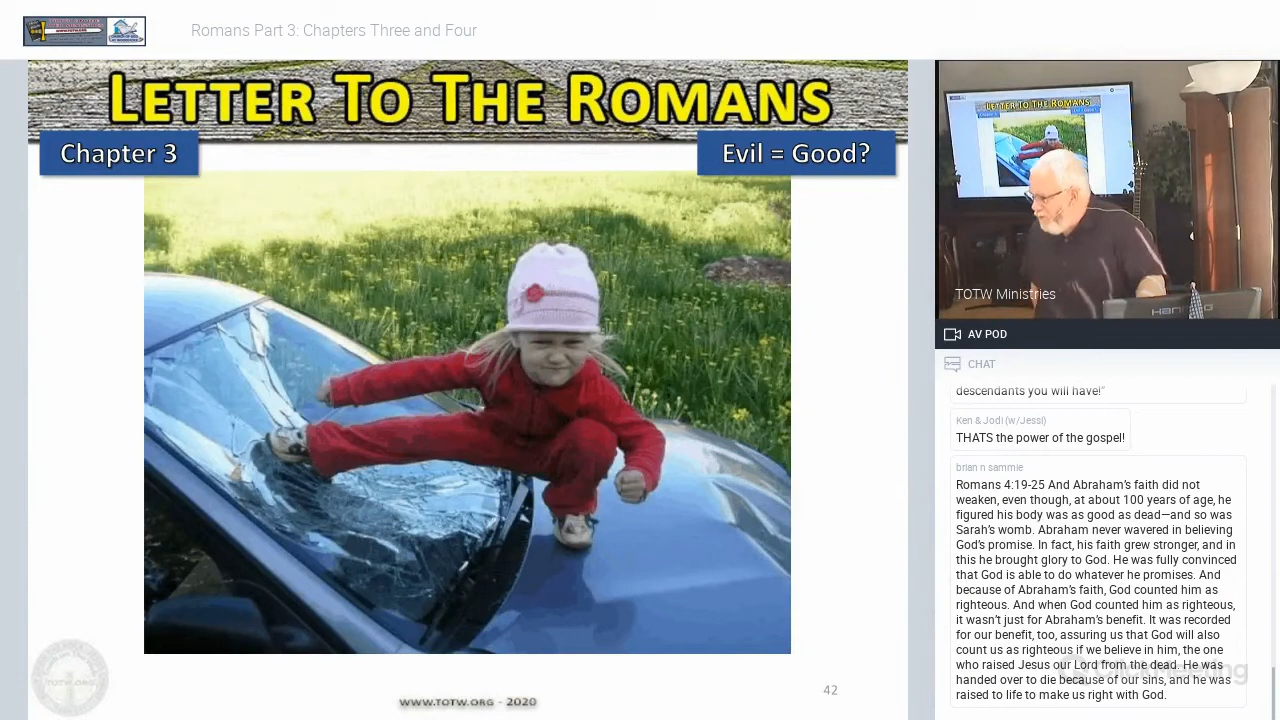 Romans Part 3: Chapters Three and Four
LETTER TO THE ROMANS
Chapter 3
Evil = Good?
WWW.TOTW.ORG - 2020
42
TOTW Ministries
AV POD
CHAT
descendants you will have!"
Ken & Jodi (w/Jessi)
THATS the power of the gospel!
brian n sammie
Romans 4:19-25 And Abraham's faith did not
weaken, even though, at about 100 years of age, he
figured his body was as good as dead—and so was
Sarah's womb. Abraham never wavered in believing
God's promise. In fact, his faith grew stronger, and in
this he brought glory to God. He was fully convinced
that God is able to do whatever he promises. And
because of Abraham's faith, God counted him as
righteous. And when God counted him as righteous,
it wasn't just for Abraham's benefit. It was recorded
for our benefit, too, assuring us that God will also
count us as righteous if we believe in him, the one
who raised Jesus our Lord from the dead. He was
handed over to die because of our sins, and he was
raised to life to make us right with God.